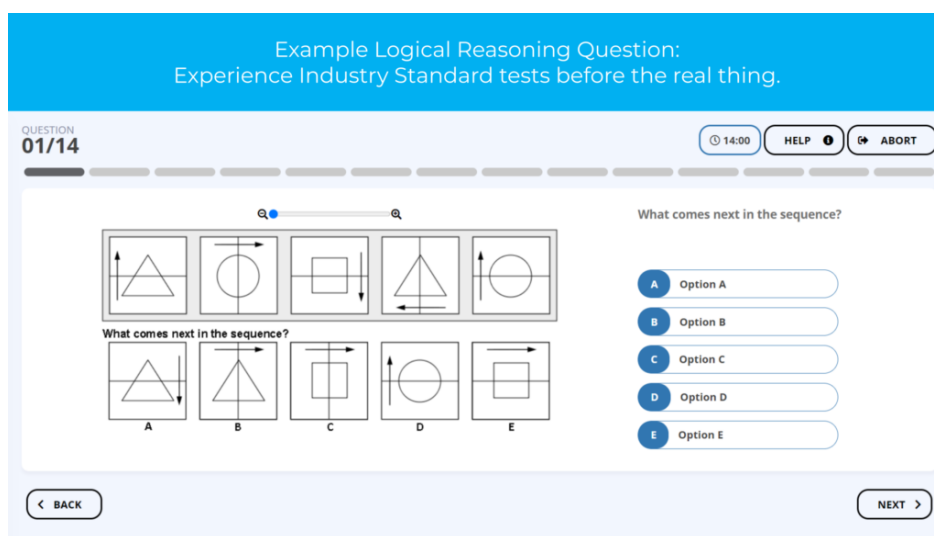 Example Logical Reasoning Question:
Experience Industry Standard tests before the real thing.
QUESTION
01/14
14:00
HELP
ABORT
What comes next in the sequence?
What comes next in the sequence?
A
B
C
D
E
A Option A
B Option B
C Option C
D Option D
E Option E
BACK
NEXT